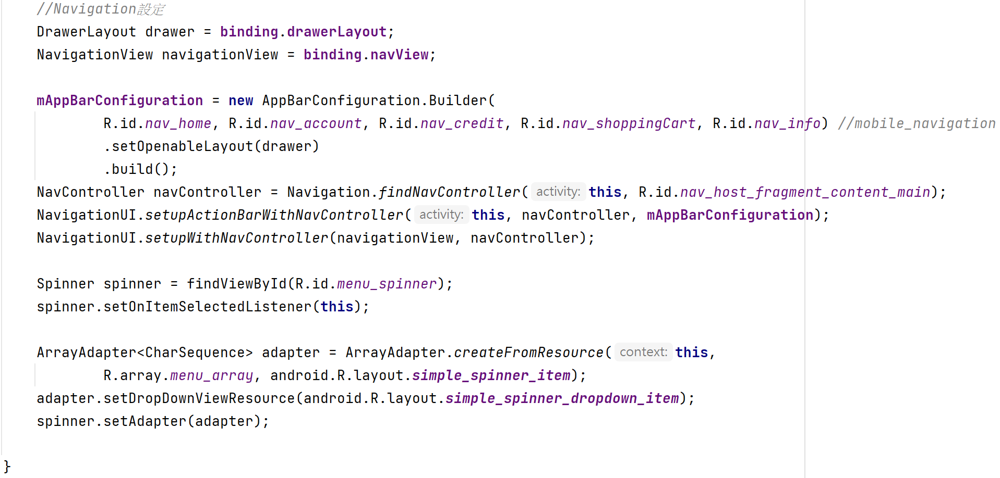 //Navigation設定
DrawerLayout drawer = binding.drawerLayout;
NavigationView navigationView = binding.navView;
mAppBarConfiguration = new AppBarConfiguration.Builder(
R.id.nav_home, R.id.nav_account, R.id.nav_credit, R.id.nav_shoppingCart, R.id.nav_info) //mobile_navigation
.setOpenableLayout(drawer)
.build();
NavController navController = Navigation.findNavController( activity: this, R.id.nav_host_fragment_content_main);
NavigationUI.setupActionBarWithNavController( activity: this, navController, mAppBarConfiguration);
NavigationUI.setupWithNavController(navigationView, navController);
Spinner spinner = findViewById(R.id.menu_spinner);
spinner.setOnItemSelectedListener(this);
ArrayAdapter<CharSequence> adapter = ArrayAdapter.createFromResource( context: this,
R.array.menu_array, android.R.layout.simple_spinner_item);
adapter.setDropDownViewResource(android.R.layout.simple_spinner_dropdown_item);
spinner.setAdapter(adapter);
}